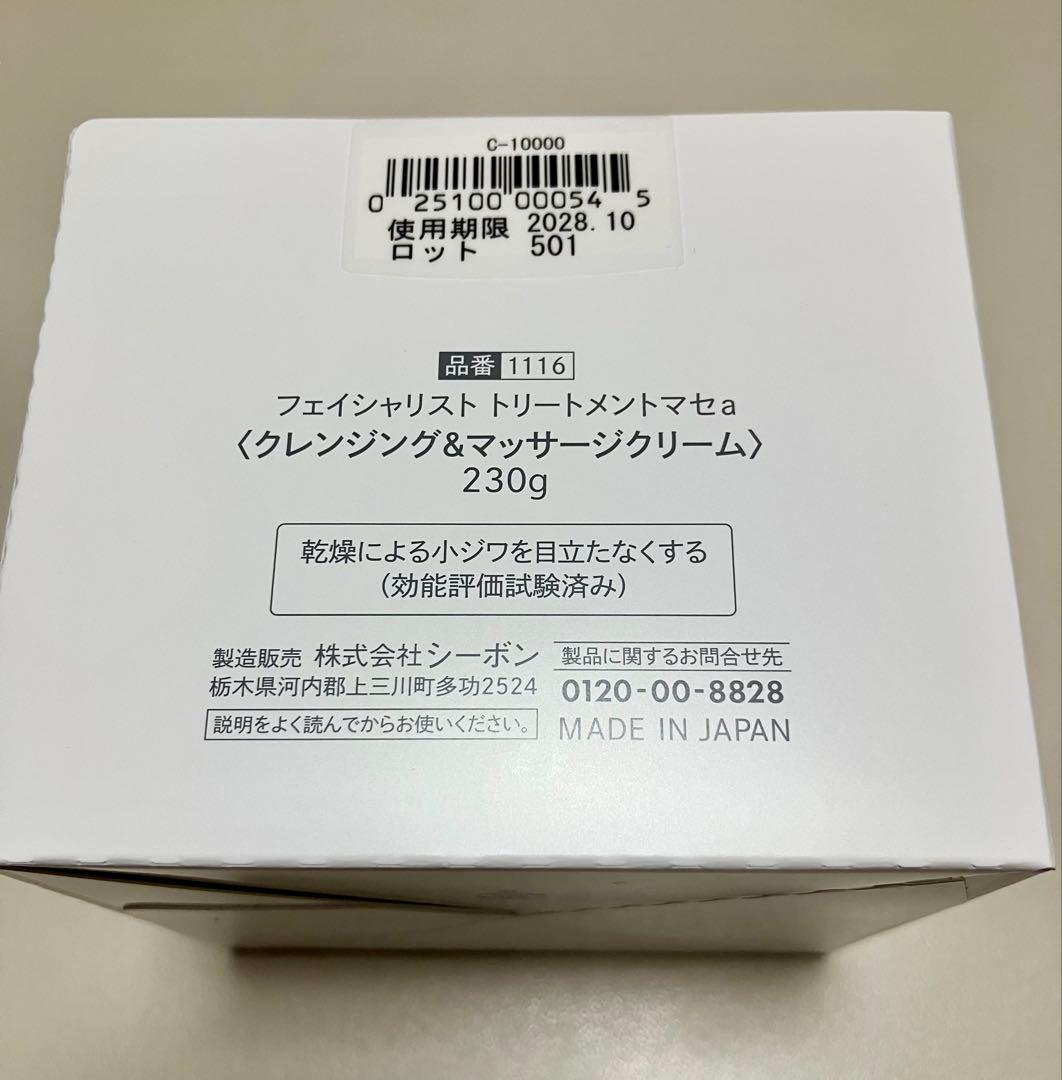 C-10000
0 25100 00054 5
使用期限 2028.10
ロット 501
品番 1116
フェイシャリスト トリートメントマセa
〈クレンジング&マッサージクリーム〉
230g
乾燥による小ジワを目立たなくする
(効能評価試験済み)
製造販売 株式会社シーボン
栃木県河内郡上三川町多功2524
説明をよく読んでからお使いください。
製品に関するお問合せ先
0120-00-8828
MADE IN JAPAN